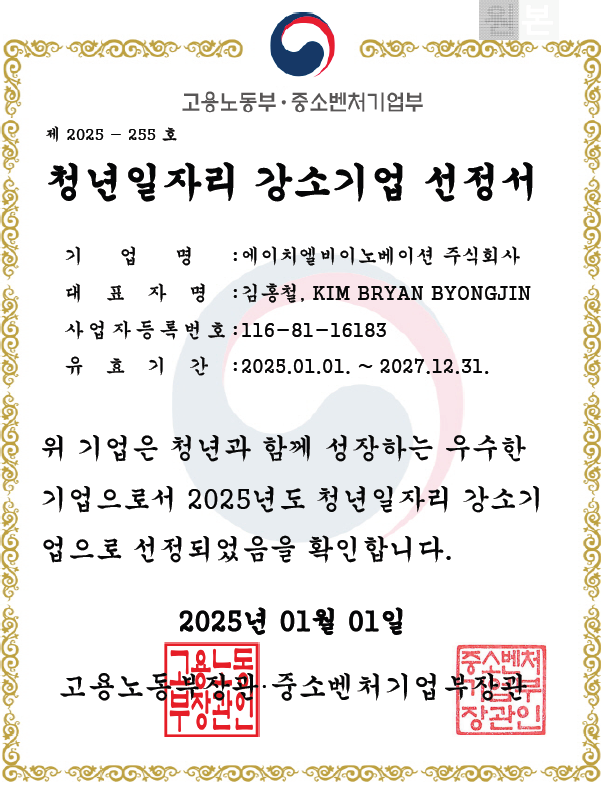 원본
고용노동부·중소벤처기업부
제 2025 - 255 호
청년일자리 강소기업 선정서
기 업 명 :에이치엘비이노베이션 주식회사
대 표 자 명 :김홍철, KIM BRYAN BYONGJIN
사업자등록번호:116-81-16183
유 효 기 간 :2025.01.01. ~ 2027.12.31.
위 기업은 청년과 함께 성장하는 우수한
기업으로서 2025년도 청년일자리 강소기
업으로 선정되었음을 확인합니다.
2025년 01월 01일
고용노동부장관·중소벤처기업부장관
고용노동
부장관인
중소벤처
기업부
장관인